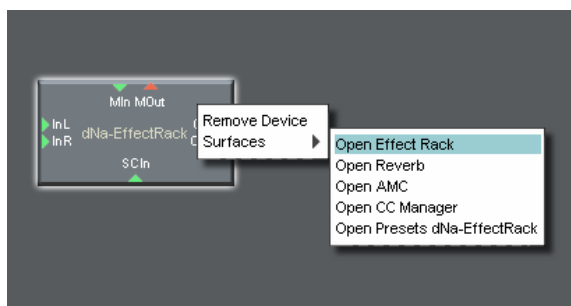 MIn MOut
InL
dNa-EffectRack
InR
SCIn
Remove Device
Surfaces
Open Effect Rack
Open Reverb
Open AMC
Open CC Manager
Open Presets dNa-EffectRack